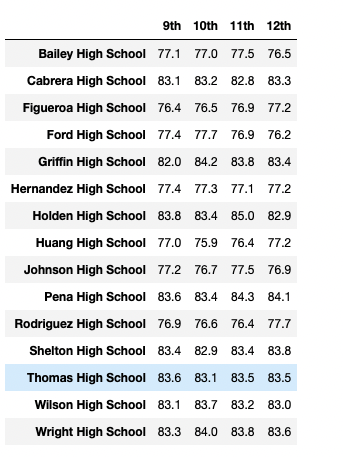 9th 10th 11th 12th
Bailey High School 77.1 77.0 77.5 76.5
Cabrera High School 83.1 83.2 82.8 83.3
Figueroa High School 76.4 76.5 76.9 77.2
Ford High School 77.4 77.7 76.9 76.2
Griffin High School 82.0 84.2 83.8 83.4
Hernandez High School 77.4 77.3 77.1 77.2
Holden High School 83.8 83.4 85.0 82.9
Huang High School 77.0 75.9 76.4 77.2
Johnson High School 77.2 76.7 77.5 76.9
Pena High School 83.6 83.4 84.3 84.1
Rodriguez High School 76.9 76.6 76.4 77.7
Shelton High School 83.4 82.9 83.4 83.8
Thomas High School 83.6 83.1 83.5 83.5
Wilson High School 83.1 83.7 83.2 83.0
Wright High School 83.3 84.0 83.8 83.6